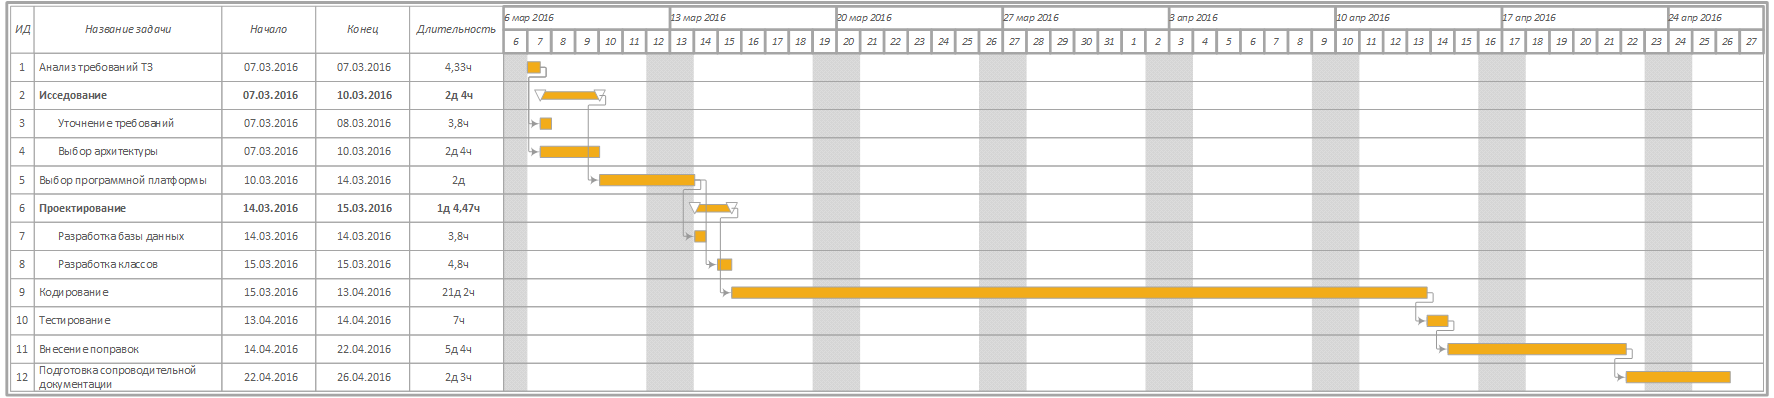 ИД Название задачи Начало Конец Длительность 6 мар 2016 13 мар 2016 20 мар 2016 27 мар 2016 3 апр 2016 10 апр 2016 17 апр 2016 24 апр 2016
6 7 8 9 10 11 12 13 14 15 16 17 18 19 20 21 22 23 24 25 26 27 28 29 30 31 1 2 3 4 5 6 7 8 9 10 11 12 13 14 15 16 17 18 19 20 21 22 23 24 25 26 27
1 Анализ требований ТЗ 07.03.2016 07.03.2016 4,33ч
2 Исседование 07.03.2016 10.03.2016 2д 4ч
3 Уточнение требований 07.03.2016 08.03.2016 3,8ч
4 Выбор архитектуры 07.03.2016 10.03.2016 2д 4ч
5 Выбор программной платформы 10.03.2016 14.03.2016 2д
6 Проектирование 14.03.2016 15.03.2016 1д 4,47ч
7 Разработка базы данных 14.03.2016 14.03.2016 3,8ч
8 Разработка классов 15.03.2016 15.03.2016 4,8ч
9 Кодирование 15.03.2016 13.04.2016 21д 2ч
10 Тестирование 13.04.2016 14.04.2016 7ч
11 Внесение поправок 14.04.2016 22.04.2016 5д 4ч
12 Подготовка сопроводительной
документации 22.04.2016 26.04.2016 2д 3ч